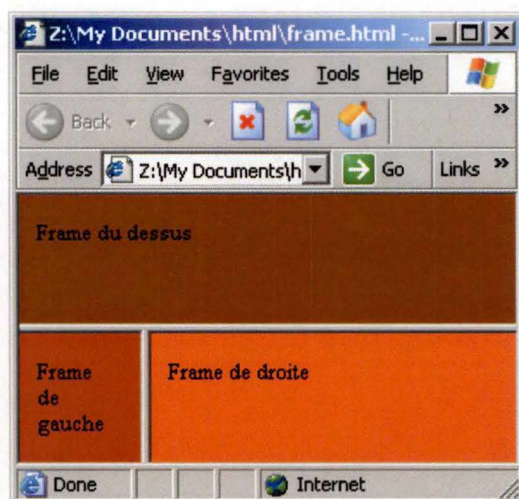 Z:\My Documents\html\frame.html -...
File Edit View Favorites Tools Help
Back »
Address Z:\My Documents\h Go Links »
Frame du dessus
Frame
de
gauche
Frame de droite
Done Internet